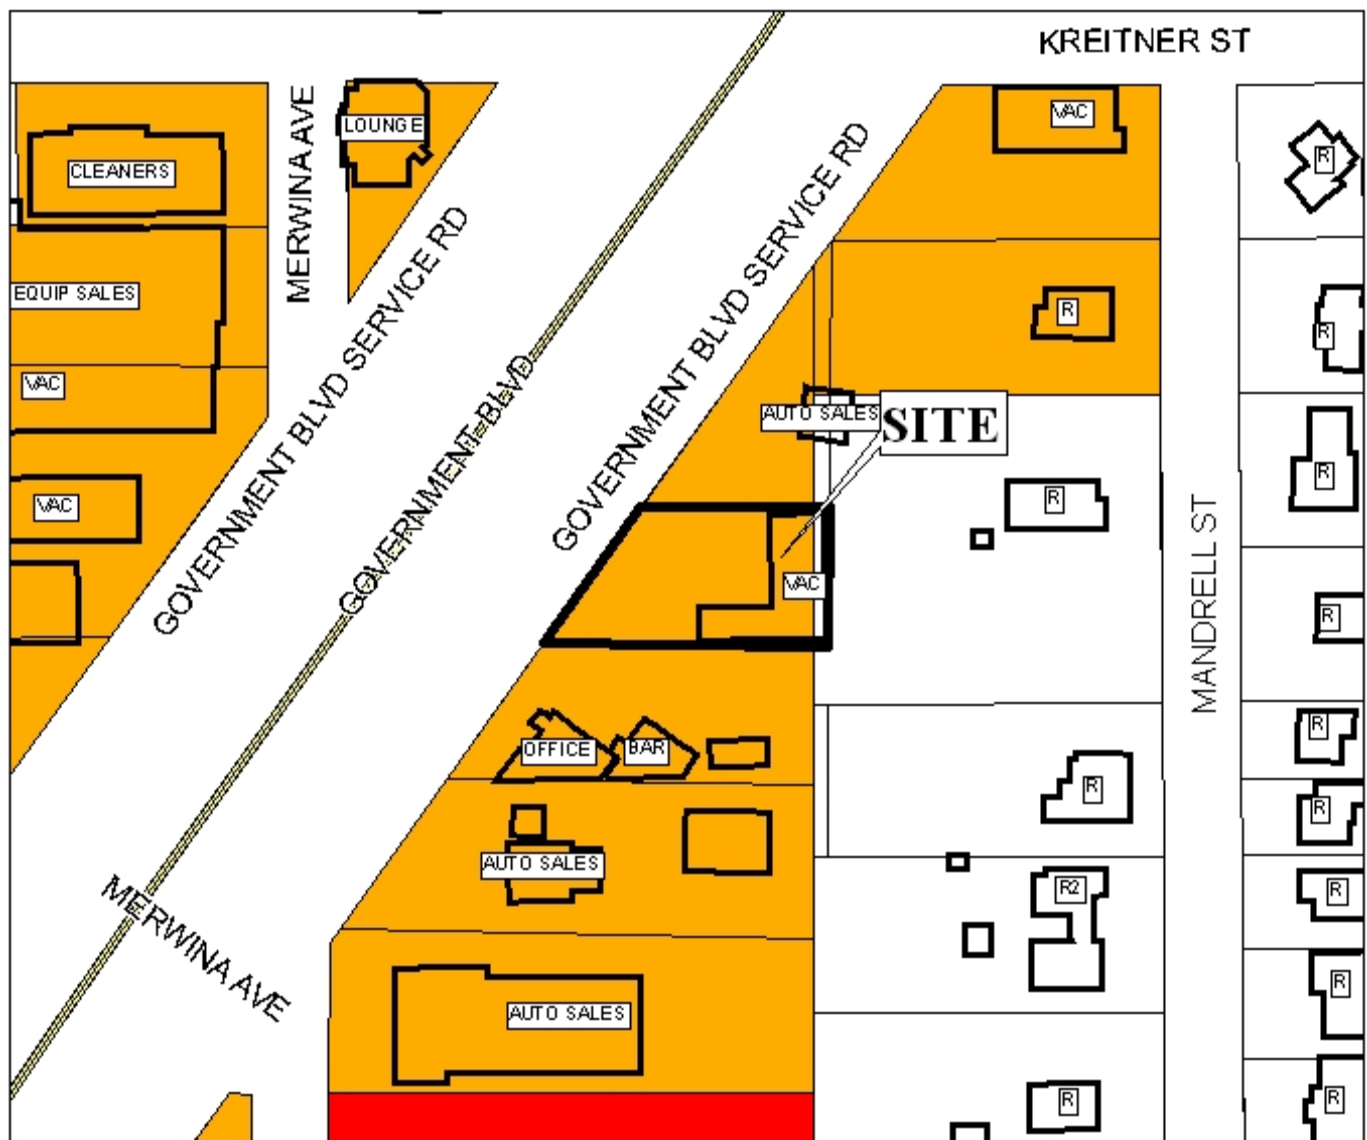 KREITNER ST
VAC
LOUNGE
MERWINA AVE
CLEANERS
R
GOVERNMENT BLVD SERVICE RD
GOVERNMENT BLVD SERVICE RD
EQUIP SALES
R
R
VAC
AUTO SALES
SITE
GOVERNMENT BLVD
R
R
VAC
MANDRELL ST
VAC
R
OFFICE
BAR
R
R
R
AUTO SALES
R2
R
MERWINA AVE
R
AUTO SALES
R
R